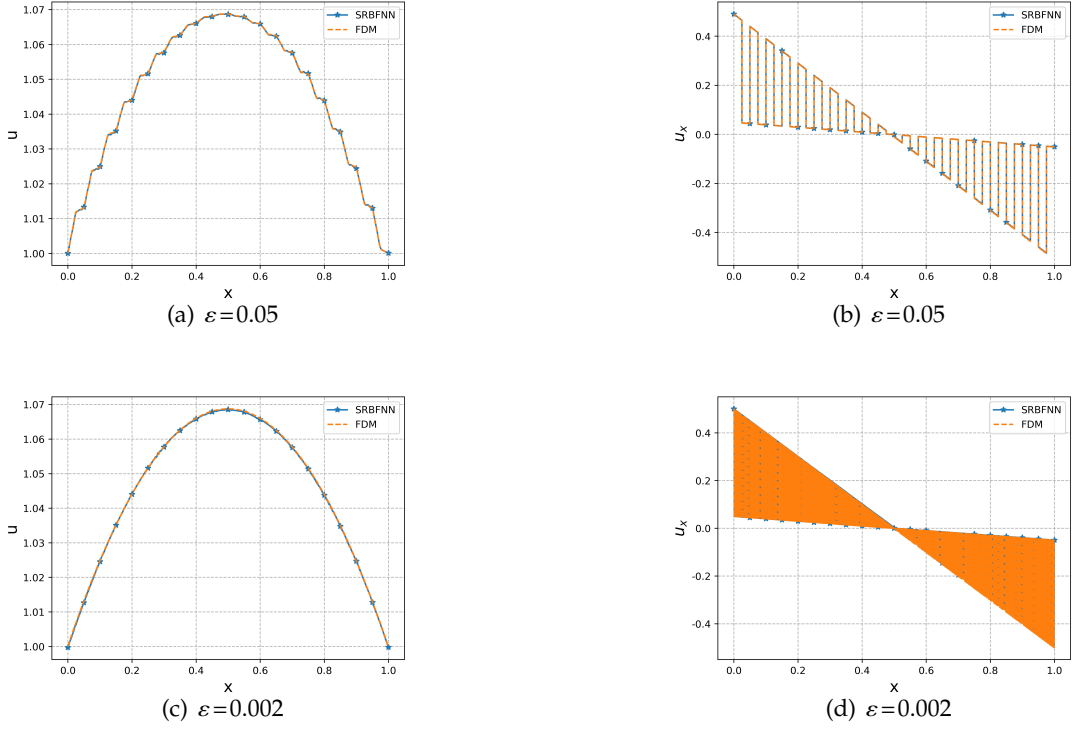 SRBFNN
FDM
1.07
1.06
1.05
1.04
1.03
1.02
1.01
1.00
u
0.0 0.2 0.4 0.6 0.8 1.0
x
(a) ε=0.05
SRBFNN
FDM
0.4
0.2
0.0
-0.2
-0.4
u_x
0.0 0.2 0.4 0.6 0.8 1.0
x
(b) ε=0.05
SRBFNN
FDM
1.07
1.06
1.05
1.04
1.03
1.02
1.01
1.00
u
0.0 0.2 0.4 0.6 0.8 1.0
x
(c) ε=0.002
SRBFNN
FDM
0.4
0.2
0.0
-0.2
-0.4
u_x
0.0 0.2 0.4 0.6 0.8 1.0
x
(d) ε=0.002